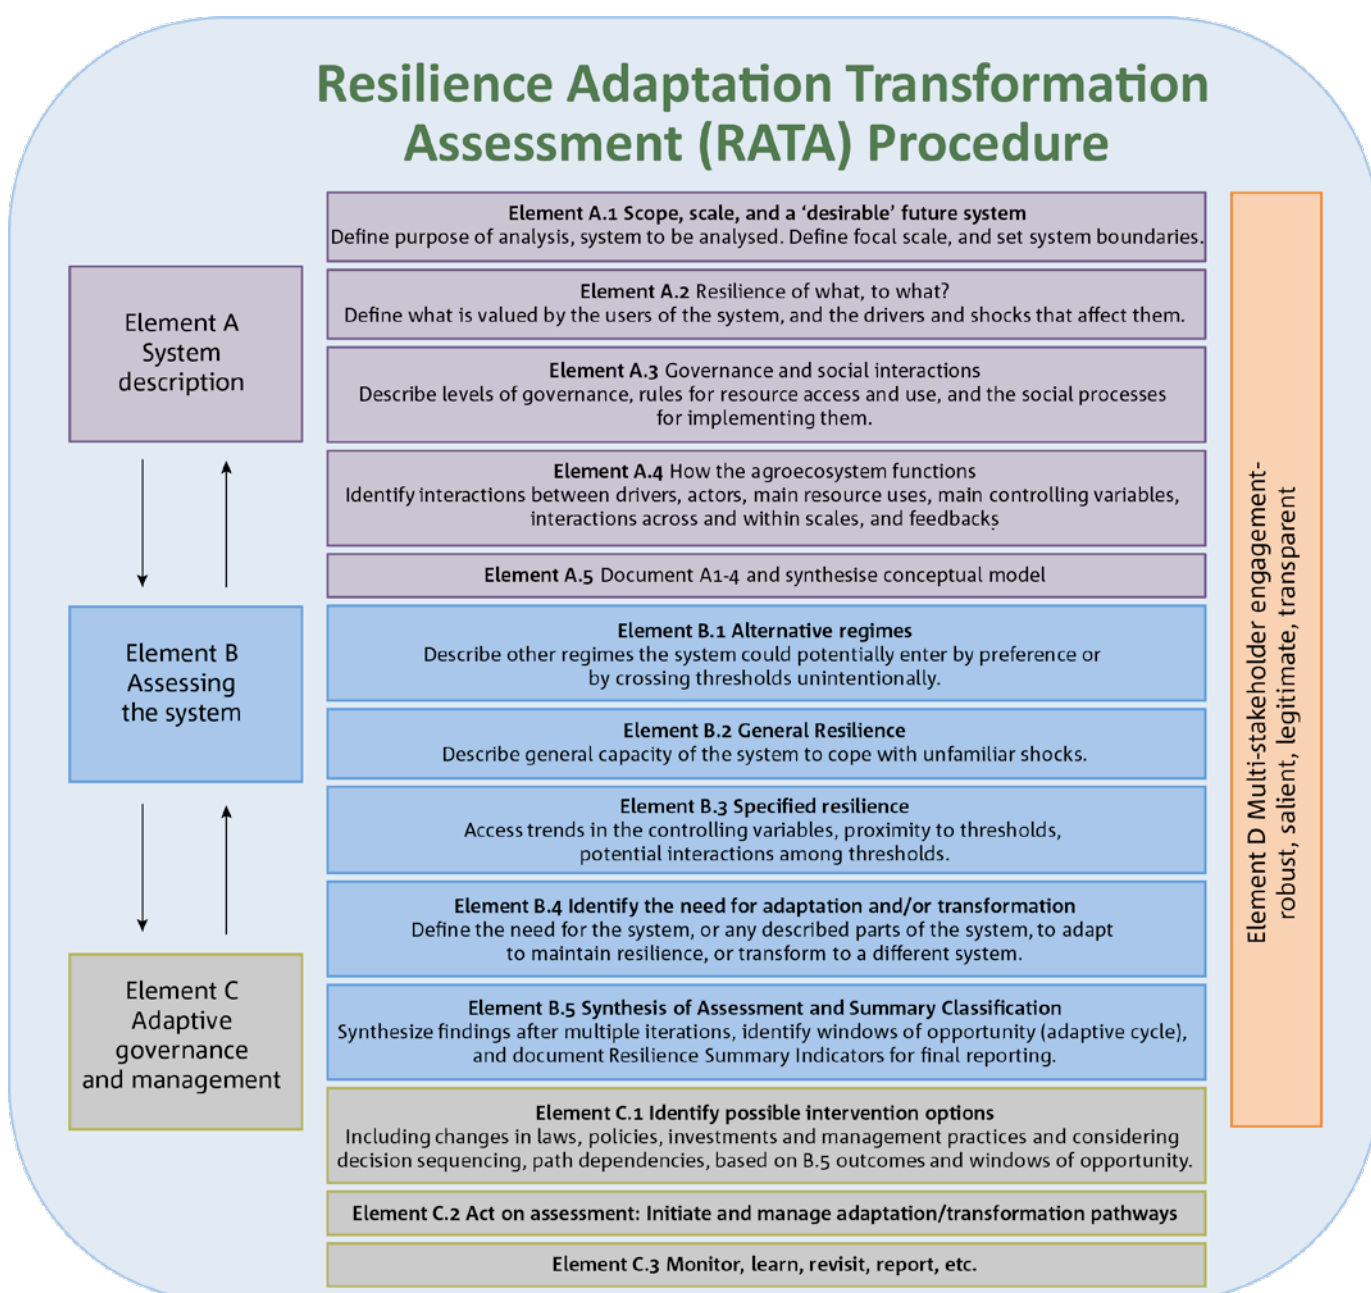 Resilience Adaptation Transformation
Assessment (RATA) Procedure
Element A
System
description
Element B
Assessing
the system
Element C
Adaptive
governance
and management
Element A.1 Scope, scale, and a ‘desirable’ future system
Define purpose of analysis, system to be analysed. Define focal scale, and set system boundaries.
Element A.2 Resilience of what, to what?
Define what is valued by the users of the system, and the drivers and shocks that affect them.
Element A.3 Governance and social interactions
Describe levels of governance, rules for resource access and use, and the social processes
for implementing them.
Element A.4 How the agroecosystem functions
Identify interactions between drivers, actors, main resource uses, main controlling variables,
interactions across and within scales, and feedbacks
Element A.5 Document A1-4 and synthesise conceptual model
Element B.1 Alternative regimes
Describe other regimes the system could potentially enter by preference or
by crossing thresholds unintentionally.
Element B.2 General Resilience
Describe general capacity of the system to cope with unfamiliar shocks.
Element B.3 Specified resilience
Access trends in the controlling variables, proximity to thresholds,
potential interactions among thresholds.
Element B.4 Identify the need for adaptation and/or transformation
Define the need for the system, or any described parts of the system, to adapt
to maintain resilience, or transform to a different system.
Element B.5 Synthesis of Assessment and Summary Classification
Synthesize findings after multiple iterations, identify windows of opportunity (adaptive cycle),
and document Resilience Summary Indicators for final reporting.
Element C.1 Identify possible intervention options
Including changes in laws, policies, investments and management practices and considering
decision sequencing, path dependencies, based on B.5 outcomes and windows of opportunity.
Element C.2 Act on assessment: Initiate and manage adaptation/transformation pathways
Element C.3 Monitor, learn, revisit, report, etc.
Element D Multi-stakeholder engagement-
robust, salient, legitimate, transparent